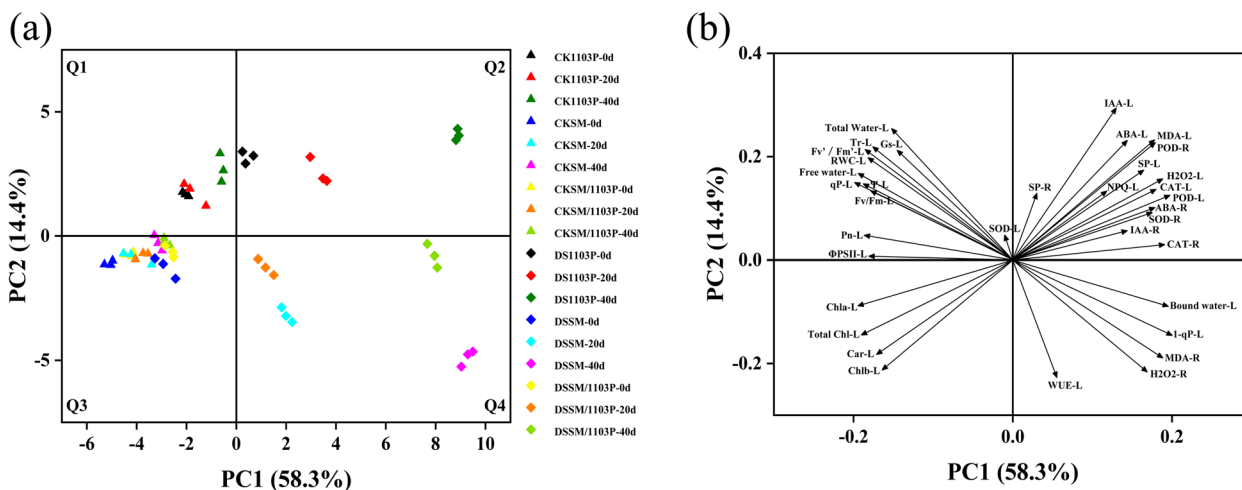 (a)
Q1
Q2
Q3
Q4
5
0
-5
PC2 (14.4%)
-6
-4
-2
0
2
4
6
8
10
PC1 (58.3%)
CK1103P-0d
CK1103P-20d
CK1103P-40d
CKSM-0d
CKSM-20d
CKSM-40d
CKSM/1103P-0d
CKSM/1103P-20d
CKSM/1103P-40d
DS1103P-0d
DS1103P-20d
DS1103P-40d
DSSM-0d
DSSM-20d
DSSM-40d
DSSM/1103P-0d
DSSM/1103P-20d
DSSM/1103P-40d
(b)
0.4
0.2
0.0
-0.2
PC2 (14.4%)
IAA-L
Total Water-L
ABA-L
MDA-L
Tr-L
Gs-L
POD-R
Fv' / Fm'-L
RWC-L
SP-L
Free water-L
H2O2-L
qP-L
Ψ-L
NPQ-L
CAT-L
Fv/Fm-L
SP-R
POD-L
ABA-R
SOD-R
SOD-L
IAA-R
Pn-L
CAT-R
ΦPSII-L
Chla-L
Bound water-L
Total Chl-L
1-qP-L
Car-L
MDA-R
Chlb-L
H2O2-R
WUE-L
-0.2
0.0
0.2
PC1 (58.3%)